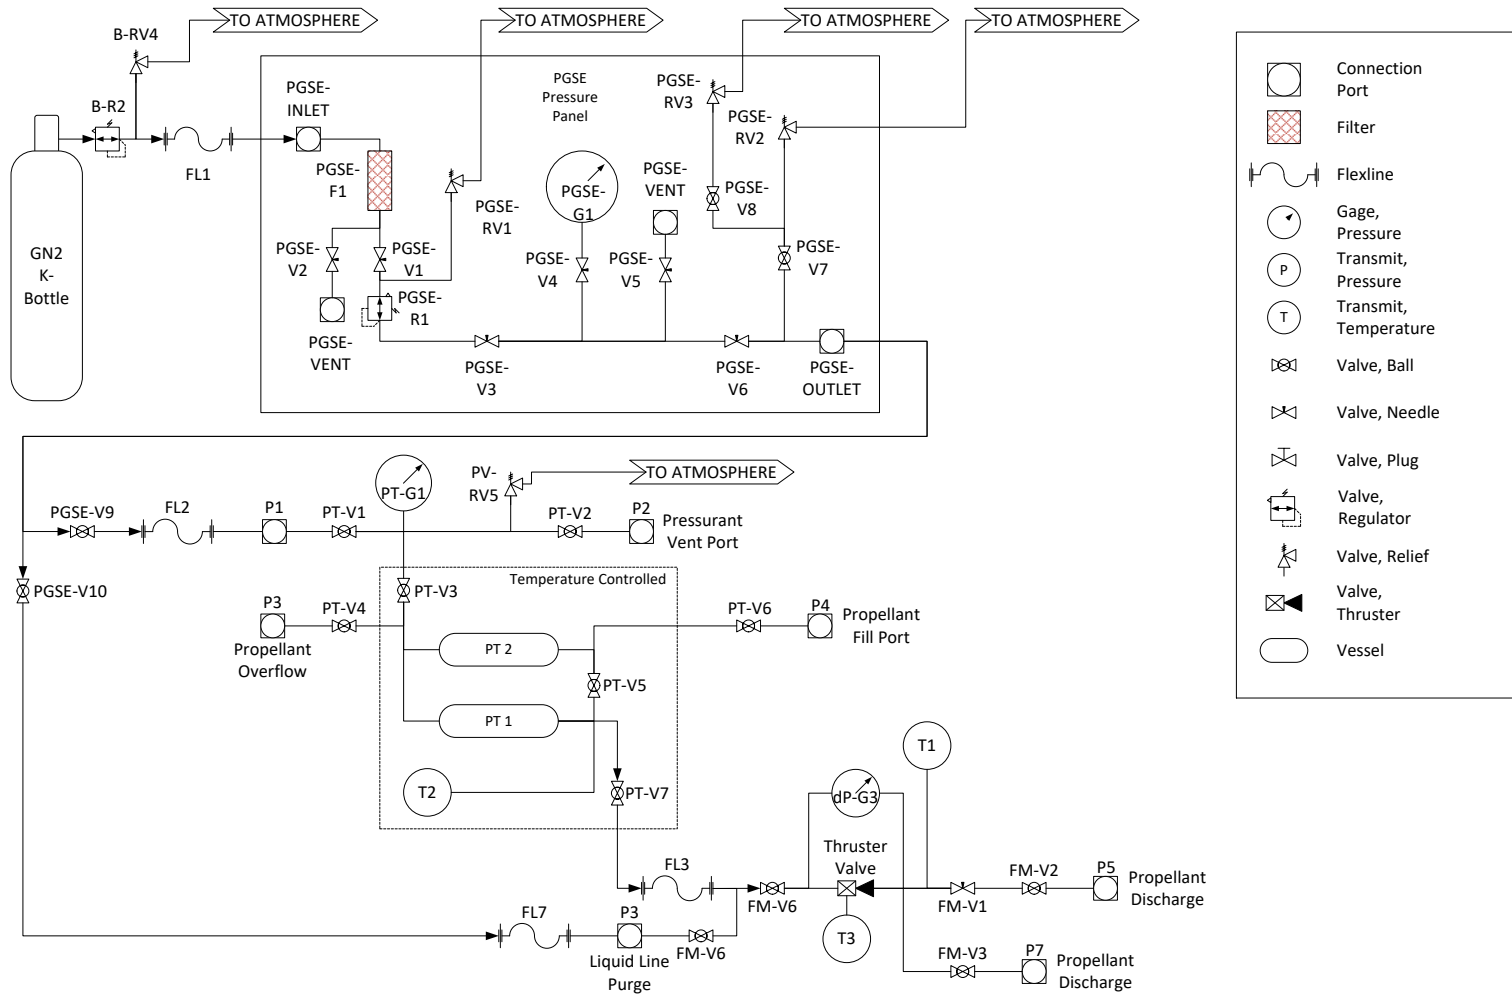 TO ATMOSPHERE
TO ATMOSPHERE
TO ATMOSPHERE
TO ATMOSPHERE
B-RV4
B-R2
FL1
GN2
K-
Bottle
PGSE-
INLET
PGSE
Pressure
Panel
PGSE-
F1
PGSE-
V2
PGSE-
V1
PGSE-
RV1
PGSE-
R1
PGSE-
VENT
PGSE-
G1
PGSE-
V4
PGSE-
VENT
PGSE-
V5
PGSE-
RV3
PGSE-
RV2
PGSE-
V8
PGSE-
V7
PGSE-
V3
PGSE-
V6
PGSE-
OUTLET
PGSE-V9
FL2
P1
PT-V1
PT-G1
PV-
RV5
TO ATMOSPHERE
PT-V2
P2
Pressurant
Vent Port
PGSE-V10
Temperature Controlled
PT-V3
P3
Propellant
Overflow
PT-V4
PT-V6
P4
Propellant
Fill Port
PT 2
PT-V5
PT 1
T2
PT-V7
T1
dP-G3
Thruster
Valve
FL3
FM-V6
FM-V1
FM-V2
P5
Propellant
Discharge
T3
FL7
P3
Liquid Line
Purge
FM-V6
FM-V3
P7
Propellant
Discharge
Connection
Port
Filter
Flexline
Gage,
Pressure
P
Transmit,
Pressure
T
Transmit,
Temperature
Valve, Ball
Valve, Needle
Valve, Plug
Valve,
Regulator
Valve, Relief
Valve,
Thruster
Vessel